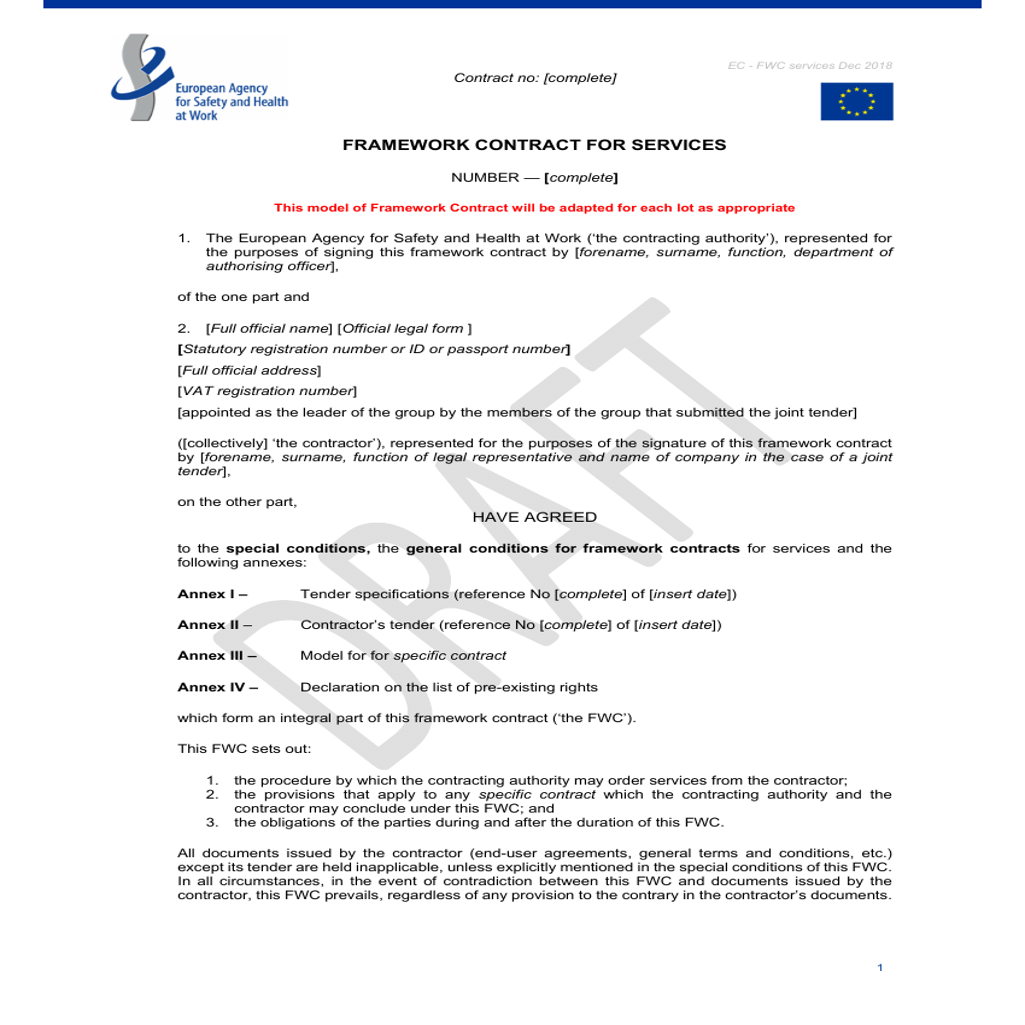 EC - FWC services Dec 2018
European Agency
for Safety and Health
at Work
Contract no: [complete]
FRAMEWORK CONTRACT FOR SERVICES
NUMBER — [complete]
This model of Framework Contract will be adapted for each lot as appropriate
1. The European Agency for Safety and Health at Work (‘the contracting authority’), represented for
the purposes of signing this framework contract by [forename, surname, function, department of
authorising officer],
of the one part and
2. [Full official name] [Official legal form ]
[Statutory registration number or ID or passport number]
[Full official address]
[VAT registration number]
[appointed as the leader of the group by the members of the group that submitted the joint tender]
([collectively] ‘the contractor’), represented for the purposes of the signature of this framework contract
by [forename, surname, function of legal representative and name of company in the case of a joint
tender],
on the other part,
HAVE AGREED
to the special conditions, the general conditions for framework contracts for services and the
following annexes:
Annex I – Tender specifications (reference No [complete] of [insert date])
Annex II – Contractor’s tender (reference No [complete] of [insert date])
Annex III – Model for for specific contract
Annex IV – Declaration on the list of pre-existing rights
which form an integral part of this framework contract (‘the FWC’).
This FWC sets out:
1. the procedure by which the contracting authority may order services from the contractor;
2. the provisions that apply to any specific contract which the contracting authority and the
contractor may conclude under this FWC; and
3. the obligations of the parties during and after the duration of this FWC.
All documents issued by the contractor (end-user agreements, general terms and conditions, etc.)
except its tender are held inapplicable, unless explicitly mentioned in the special conditions of this FWC.
In all circumstances, in the event of contradiction between this FWC and documents issued by the
contractor, this FWC prevails, regardless of any provision to the contrary in the contractor’s documents.
DRAFT
1